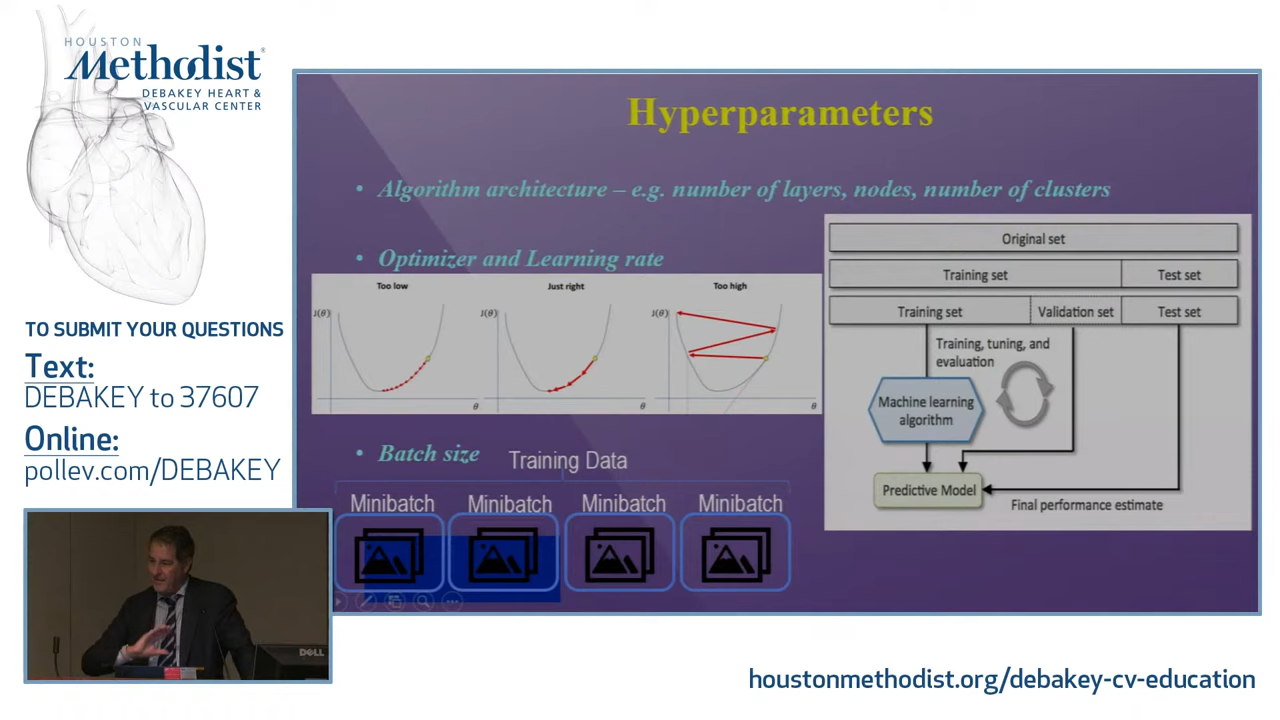 HOUSTON
Methodist®
DEBAKEY HEART &
VASCULAR CENTER
TO SUBMIT YOUR QUESTIONS
Text:
DEBAKEY to 37607
Online:
pollev.com/DEBAKEY
Hyperparameters
• Algorithm architecture – e.g. number of layers, nodes, number of clusters
• Optimizer and Learning rate
Too low
Just right
Too high
J(θ)
J(θ)
J(θ)
θ
θ
θ
• Batch size
Training Data
Minibatch
Minibatch
Minibatch
Minibatch
Original set
Training set
Test set
Training set
Validation set
Test set
Training, tuning, and
evaluation
Machine learning
algorithm
Predictive Model
Final performance estimate
DELL
houstonmethodist.org/debakey-cv-education